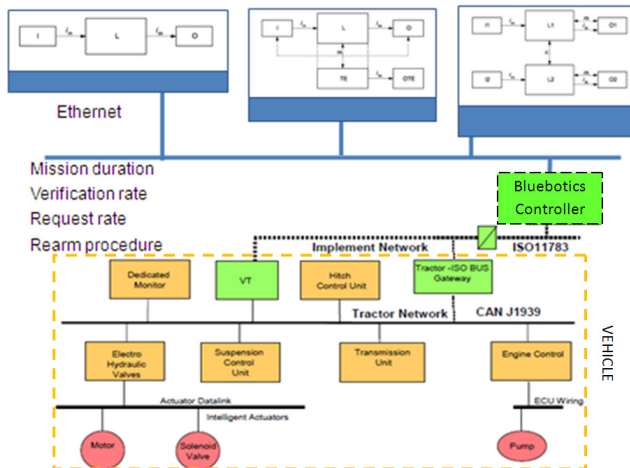 I
L
O
I
L
O
TE
OTE
I1
L1
O1
I2
L2
O2
Ethernet
Mission duration
Verification rate
Request rate
Rearm procedure
Bluebotics
Controller
Implement Network
ISO11783
Dedicated
Monitor
VT
Hitch
Control Unit
Tractor -ISO BUS
Gateway
Tractor Network
CAN J1939
VEHICLE
Electro
Hydraulic
Valves
Suspension
Control
Unit
Transmission
Unit
Engine Control
Actuator Datalink
ECU Wiring
Intelligent Actuators
Motor
Solenoid
Valve
Pump